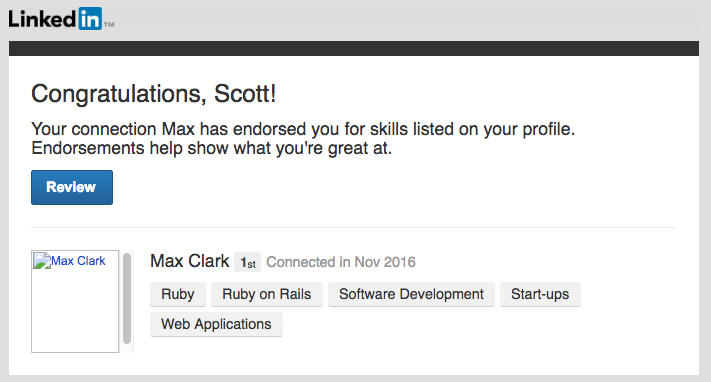 Linked in™
Congratulations, Scott!
Your connection Max has endorsed you for skills listed on your profile.
Endorsements help show what you're great at.
Review
Max Clark
Max Clark 1st Connected in Nov 2016
Ruby Ruby on Rails Software Development Start-ups
Web Applications